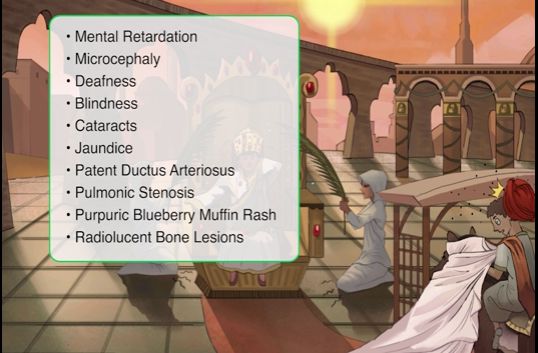 • Mental Retardation
• Microcephaly
• Deafness
• Blindness
• Cataracts
• Jaundice
• Patent Ductus Arteriosus
• Pulmonic Stenosis
• Purpuric Blueberry Muffin Rash
• Radiolucent Bone Lesions